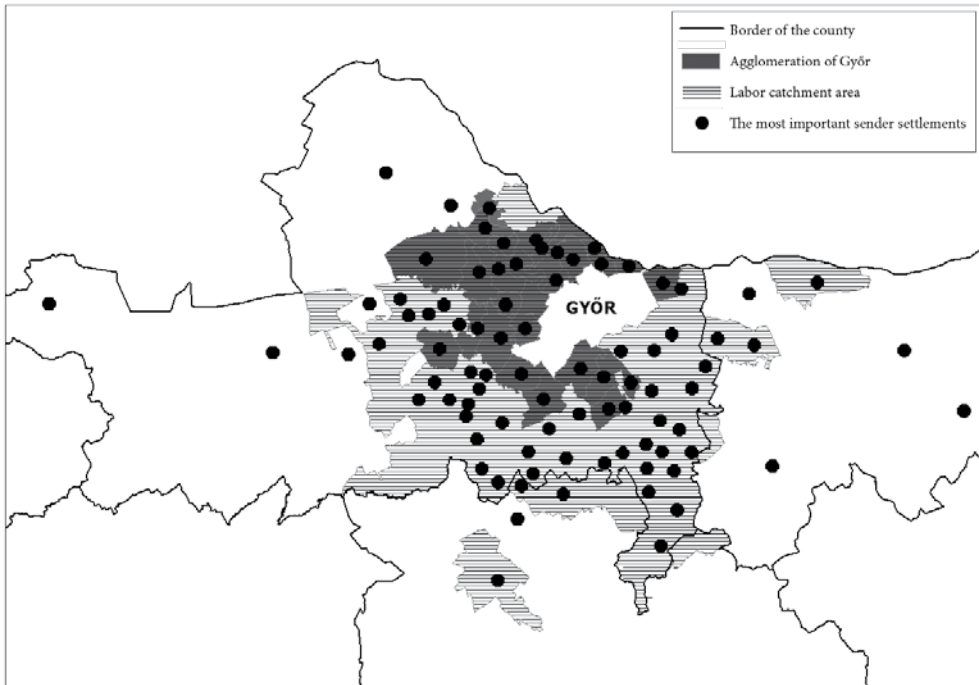 Border of the county
Agglomeration of Győr
Labor catchment area
The most important sender settlements
GYŐR